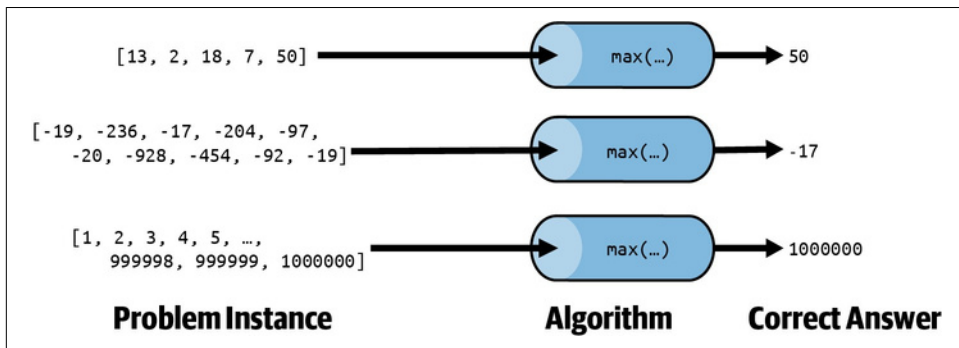 [13, 2, 18, 7, 50]
max(…)
50
[-19, -236, -17, -204, -97,
-20, -928, -454, -92, -19]
max(…)
-17
[1, 2, 3, 4, 5, …,
999998, 999999, 1000000]
max(…)
1000000
Problem Instance
Algorithm
Correct Answer